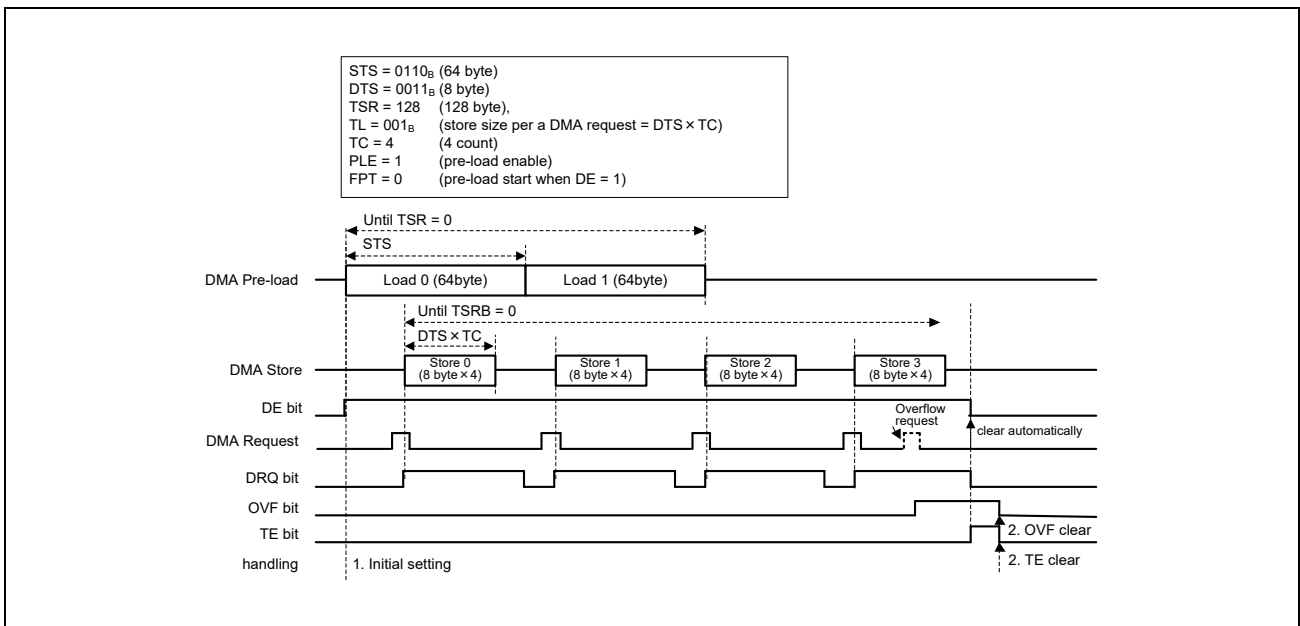 STS = 0110B (64 byte)
DTS = 0011B (8 byte)
TSR = 128 (128 byte),
TL = 001B (store size per a DMA request = DTS × TC)
TC = 4 (4 count)
PLE = 1 (pre-load enable)
FPT = 0 (pre-load start when DE = 1)
Until TSR = 0
STS
DMA Pre-load
Load 0 (64byte)
Load 1 (64byte)
Until TSRB = 0
DTS × TC
DMA Store
Store 0
(8 byte × 4)
Store 1
(8 byte × 4)
Store 2
(8 byte × 4)
Store 3
(8 byte × 4)
DE bit
Overflow
request
clear automatically
DMA Request
DRQ bit
OVF bit
2. OVF clear
TE bit
2. TE clear
handling
1. Initial setting